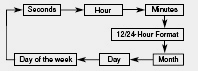 Seconds Hour Minutes
12/24-Hour Format
Day of the week Day Month